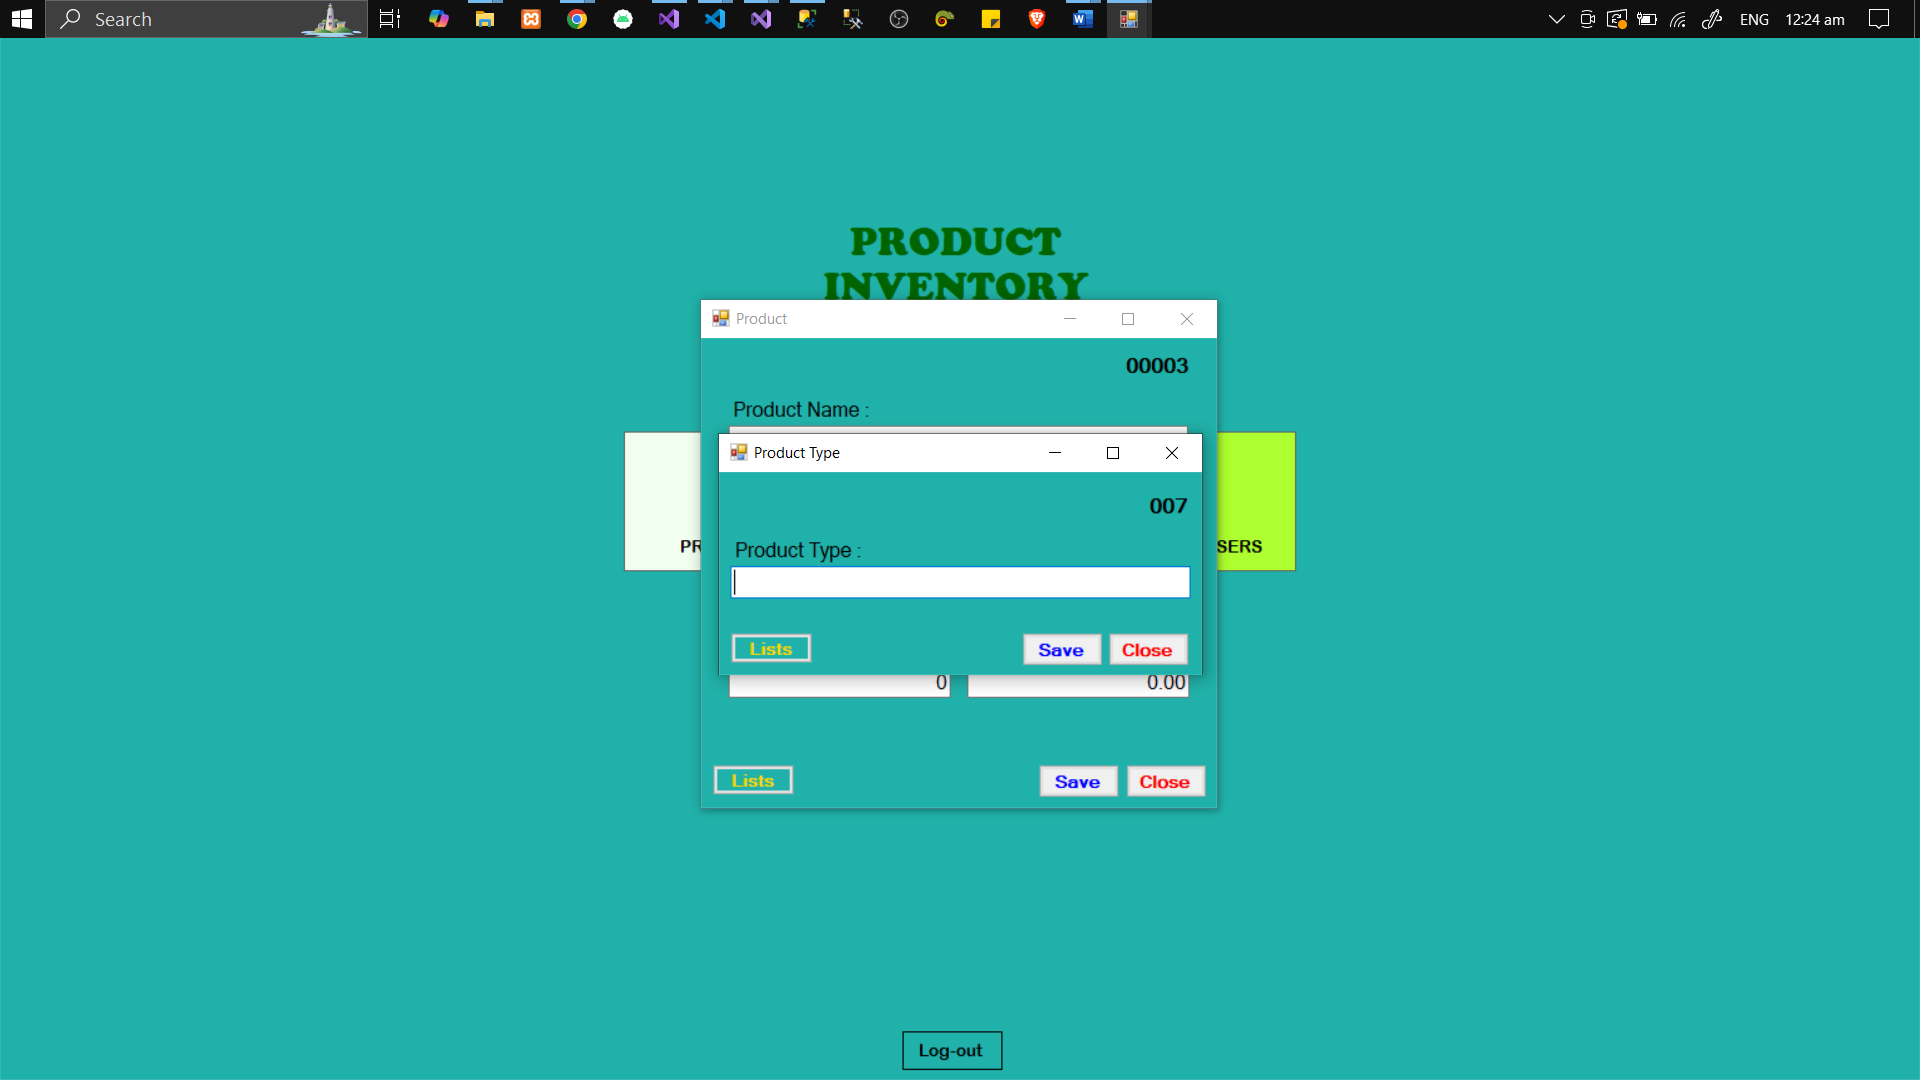 Search
ENG 12:24 am
PRODUCT
INVENTORY
Product
00003
Product Name :
Product Type
007
PR
SERS
Product Type :
Lists
Save
Close
0
0.00
Lists
Save
Close
Log-out